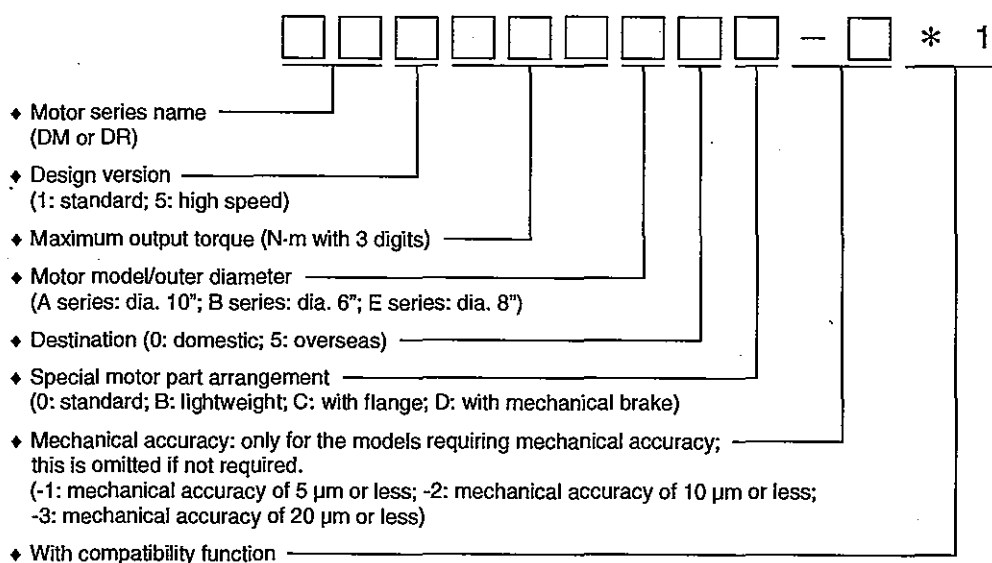 – * 1
♦ Motor series name
(DM or DR)
♦ Design version
(1: standard; 5: high speed)
♦ Maximum output torque (N-m with 3 digits)
♦ Motor model/outer diameter
(A series: dia. 10"; B series: dia. 6"; E series: dia. 8")
♦ Destination (0: domestic; 5: overseas)
♦ Special motor part arrangement
(0: standard; B: lightweight; C: with flange; D: with mechanical brake)
♦ Mechanical accuracy: only for the models requiring mechanical accuracy;
this is omitted if not required.
(-1: mechanical accuracy of 5 µm or less; -2: mechanical accuracy of 10 µm or less;
-3: mechanical accuracy of 20 µm or less)
♦ With compatibility function